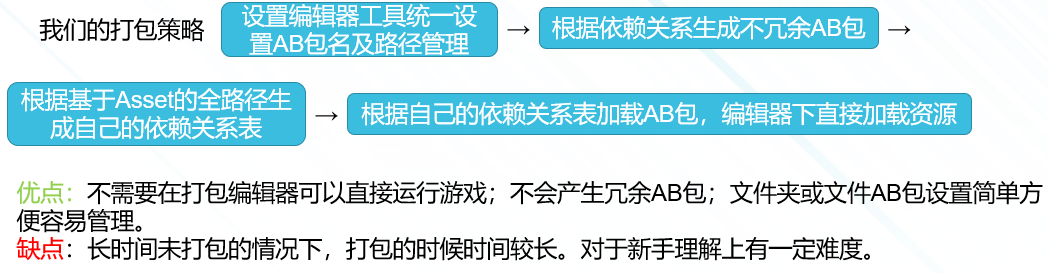 我们的打包策略 设置编辑器工具统一设
置AB包名及路径管理 → 根据依赖关系生成不冗余AB包 →
根据基于Asset的全路径生
成自己的依赖关系表 → 根据自己的依赖关系表加载AB包，编辑器下直接加载资源
优点：不需要在打包编辑器可以直接运行游戏；不会产生冗余AB包；文件夹或文件AB包设置简单方
便容易管理。
缺点：长时间未打包的情况下，打包的时候时间较长。对于新手理解上有一定难度。